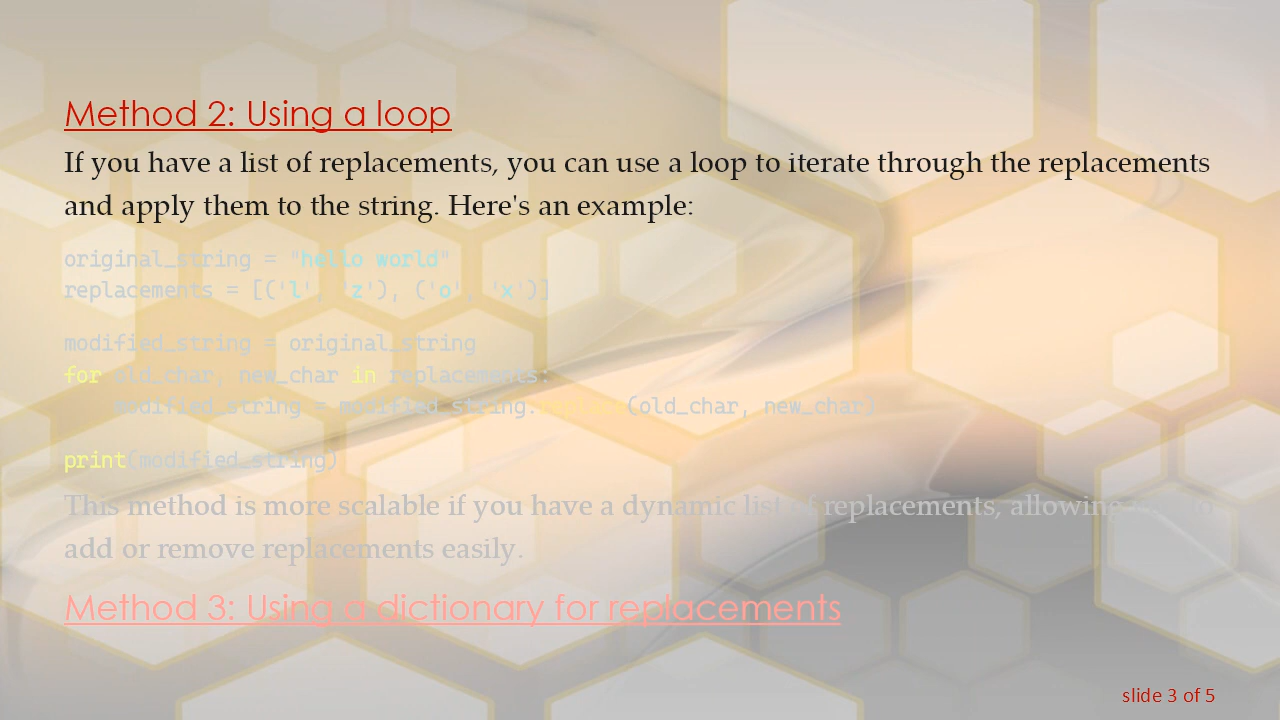 Method 2: Using a loop
If you have a list of replacements, you can use a loop to iterate through the replacements
and apply them to the string. Here's an example:
original_string = "hello world"
replacements = [('l', 'z'), ('o', 'x')]
modified_string = original_string
for old_char, new_char in replacements:
    modified_string = modified_string.replace(old_char, new_char)
print(modified_string)
This method is more scalable if you have a dynamic list of replacements, allowing you to
add or remove replacements easily.
Method 3: Using a dictionary for replacements
slide 3 of 5